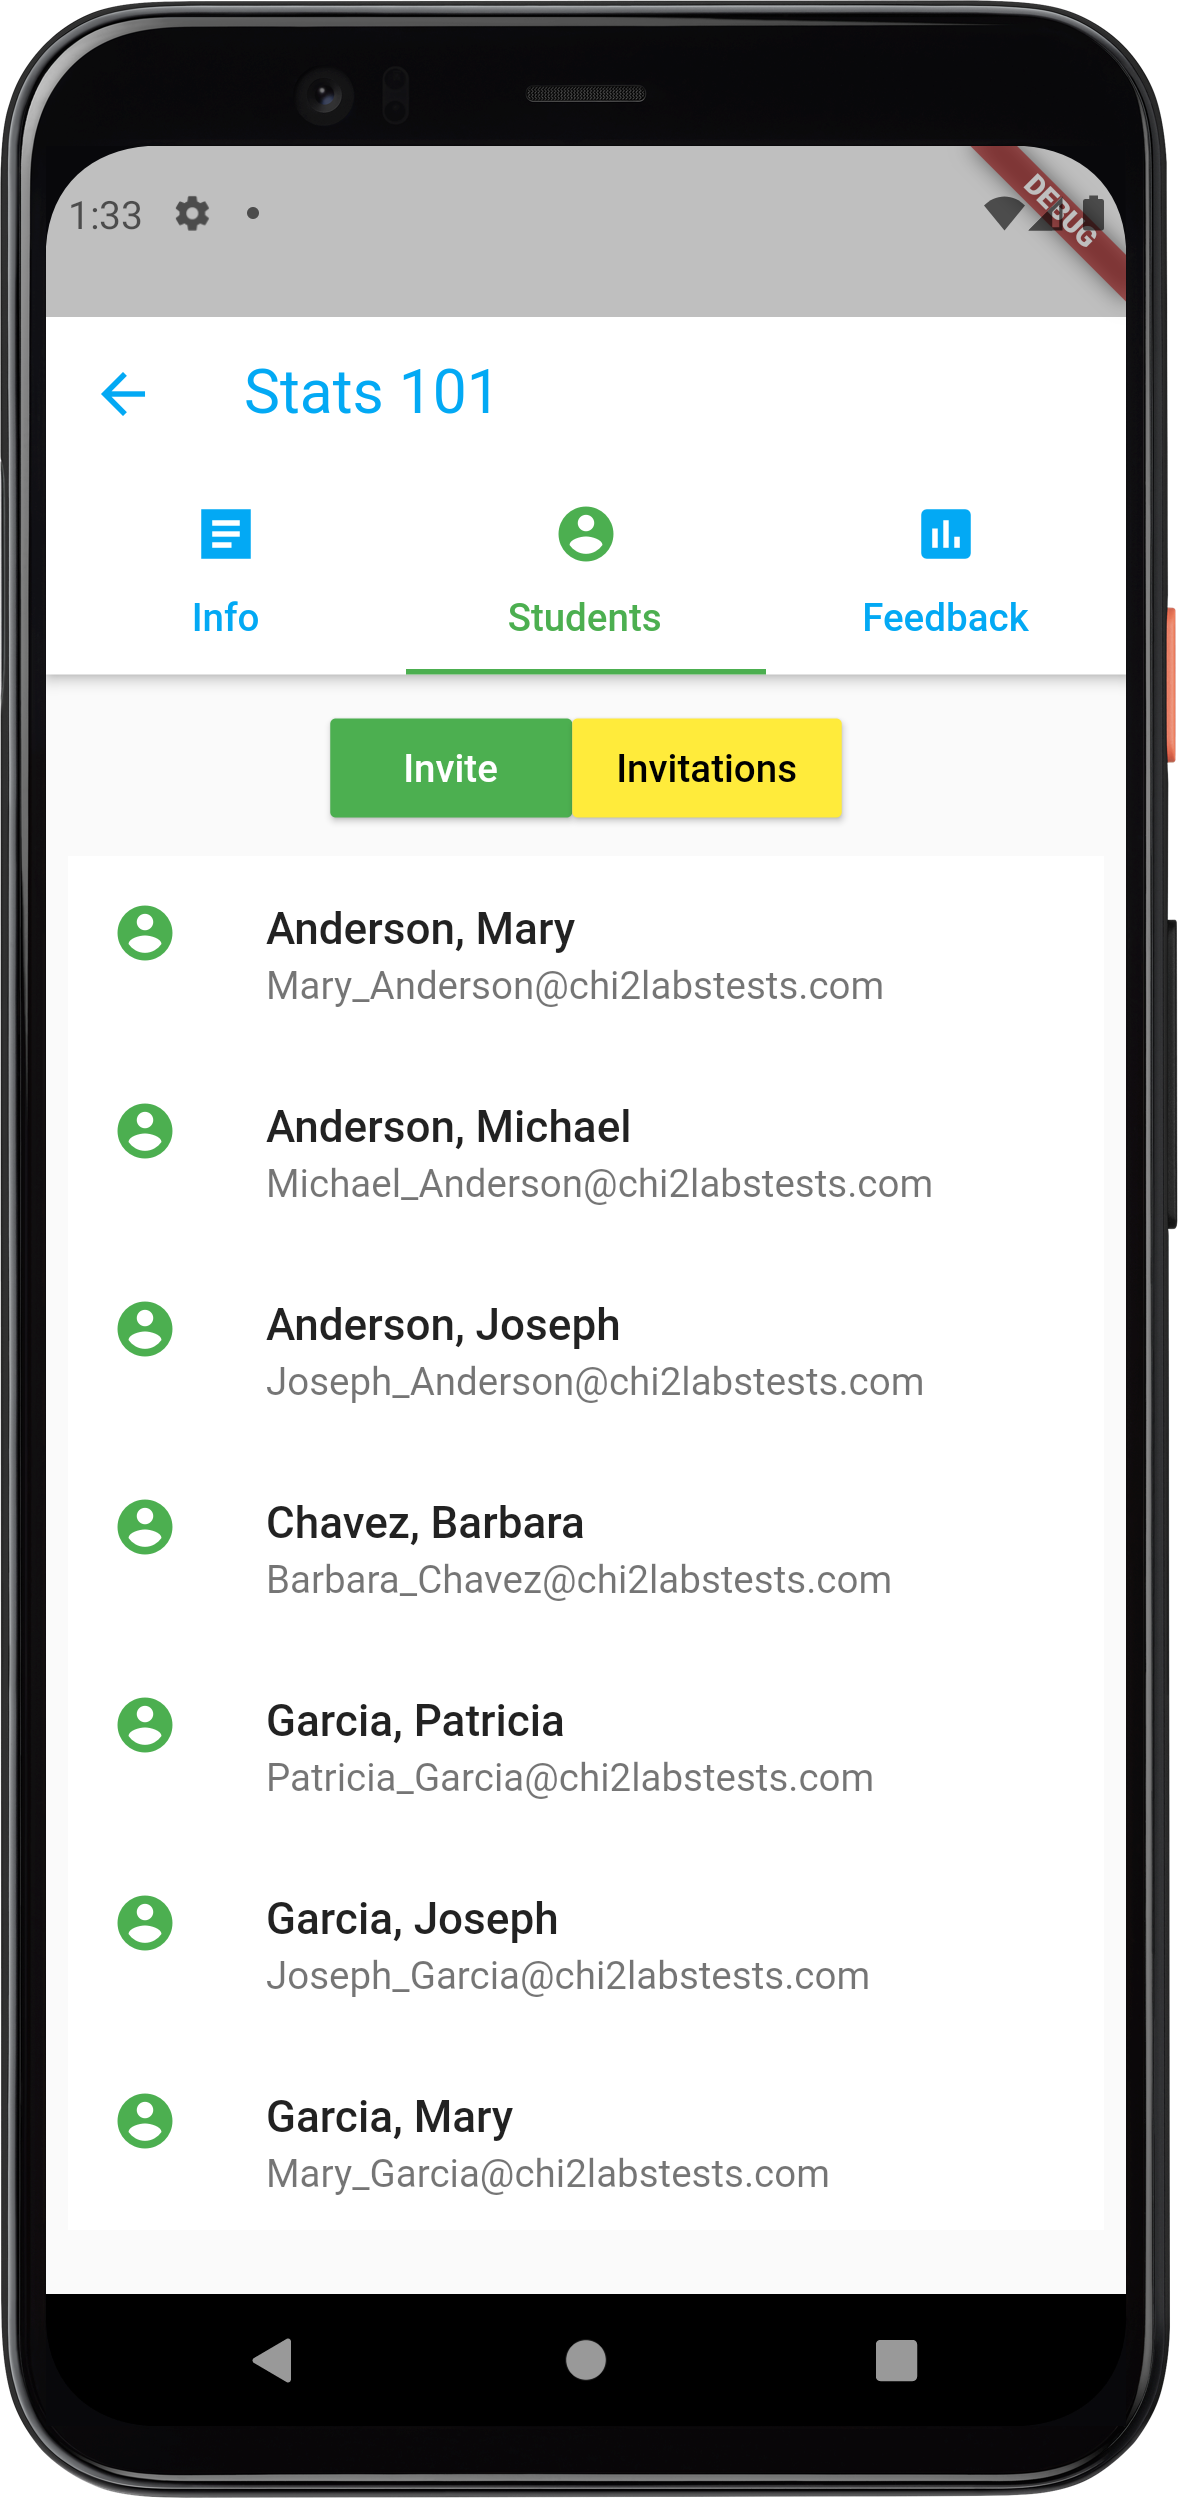 1:33
DEBUG
Stats 101
Info
Students
Feedback
Invite
Invitations
Anderson, Mary
Mary_Anderson@chi2labstests.com
Anderson, Michael
Michael_Anderson@chi2labstests.com
Anderson, Joseph
Joseph_Anderson@chi2labstests.com
Chavez, Barbara
Barbara_Chavez@chi2labstests.com
Garcia, Patricia
Patricia_Garcia@chi2labstests.com
Garcia, Joseph
Joseph_Garcia@chi2labstests.com
Garcia, Mary
Mary_Garcia@chi2labstests.com